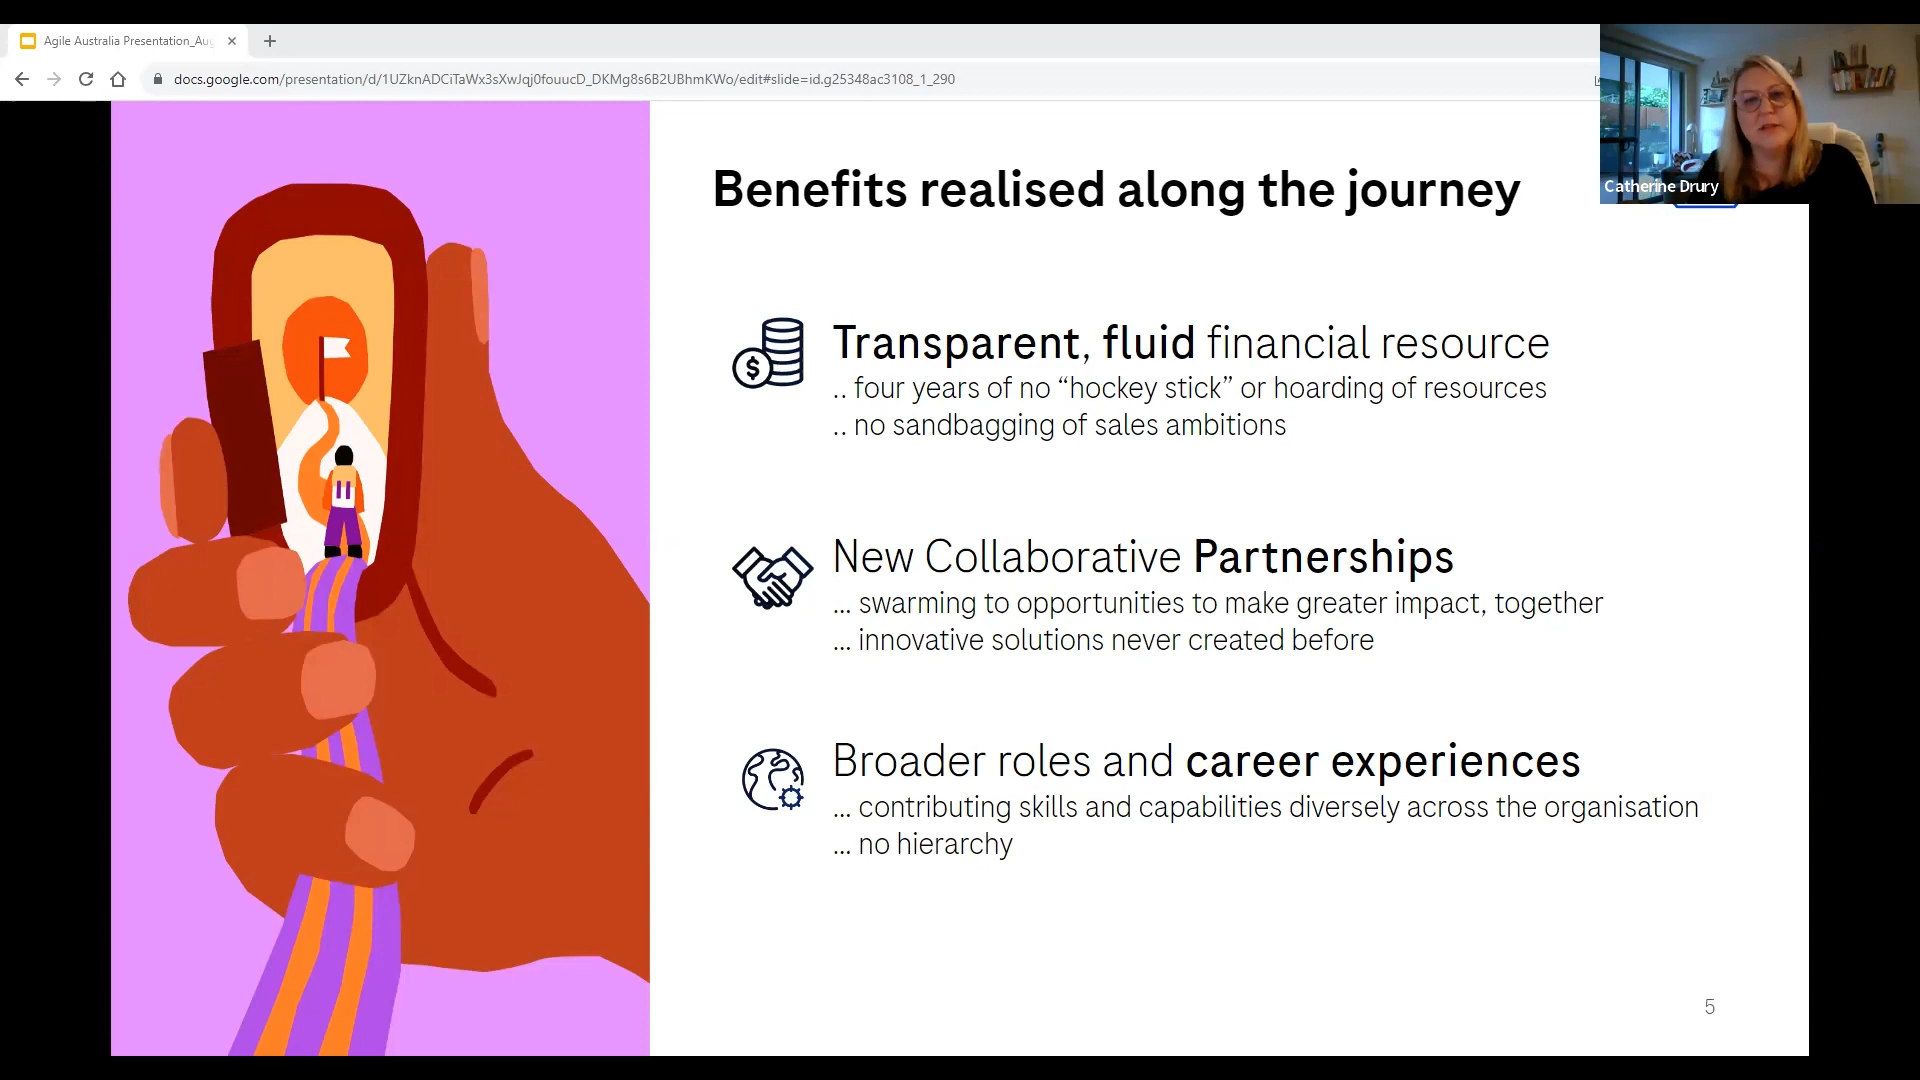 Agile Australia Presentation_Au
docs.google.com/presentation/d/1UZknADCiTaWx3sXwJqj0fouucD_DKMg8s6B2UBhmKWo/edit#slide=id.g25348ac3108_1_290
Catherine Drury
Benefits realised along the journey
$
Transparent, fluid financial resource
.. four years of no “hockey stick” or hoarding of resources
.. no sandbagging of sales ambitions
New Collaborative Partnerships
... swarming to opportunities to make greater impact, together
... innovative solutions never created before
Broader roles and career experiences
... contributing skills and capabilities diversely across the organisation
... no hierarchy
5